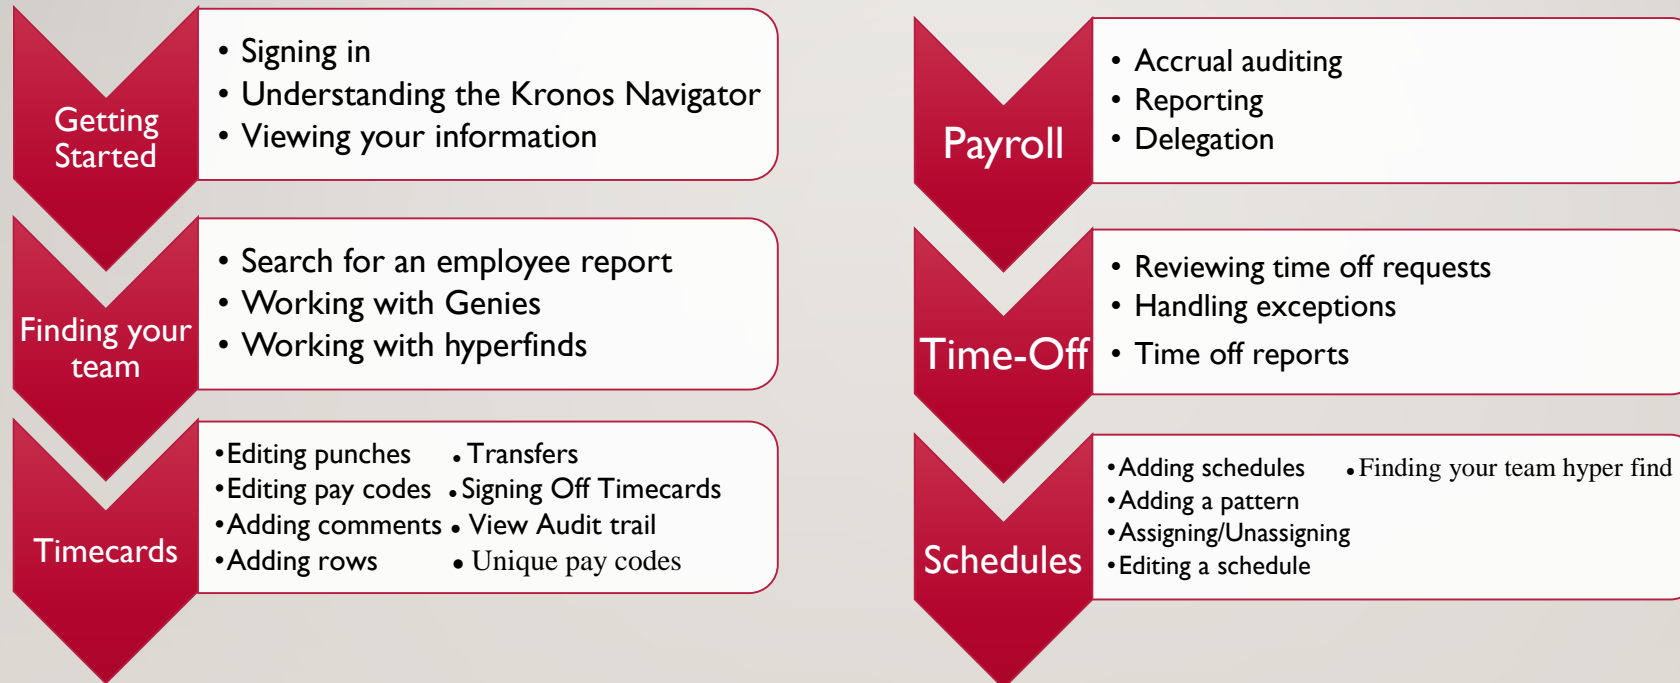 Getting
Started
• Signing in
• Understanding the Kronos Navigator
• Viewing your information
Finding your
team
• Search for an employee report
• Working with Genies
• Working with hyperfinds
Timecards
•Editing punches • Transfers
•Editing pay codes • Signing Off Timecards
•Adding comments • View Audit trail
•Adding rows • Unique pay codes
Payroll
• Accrual auditing
• Reporting
• Delegation
Time-Off
• Reviewing time off requests
• Handling exceptions
• Time off reports
Schedules
•Adding schedules • Finding your team hyper find
•Adding a pattern
•Assigning/Unassigning
•Editing a schedule